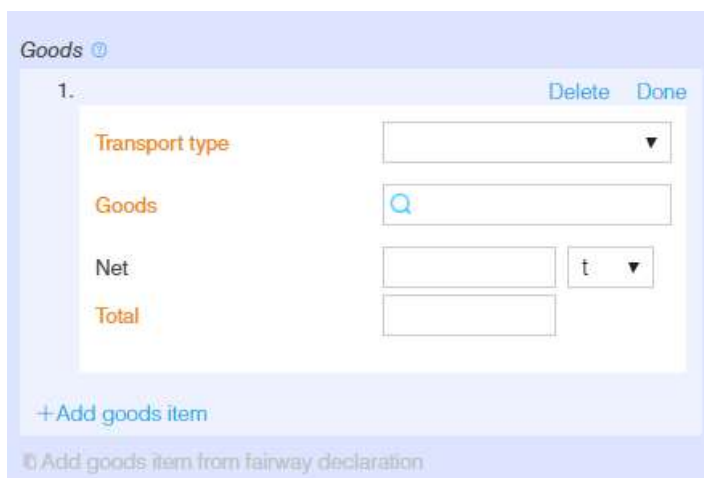 Goods
1. Delete Done
Transport type
Goods
Net t
Total
+Add goods item
Add goods item from fairway declaration